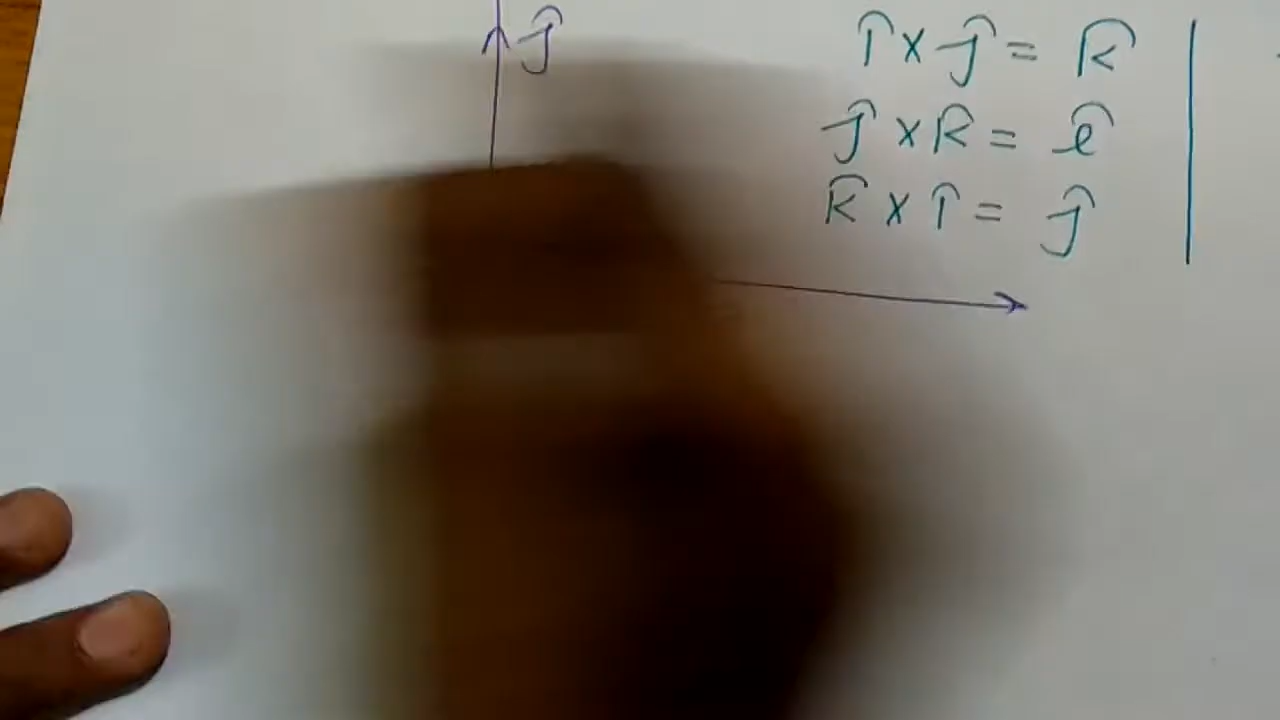 ĵ
î × ĵ = k̂
ĵ × k̂ = î
k̂ × î = ĵ